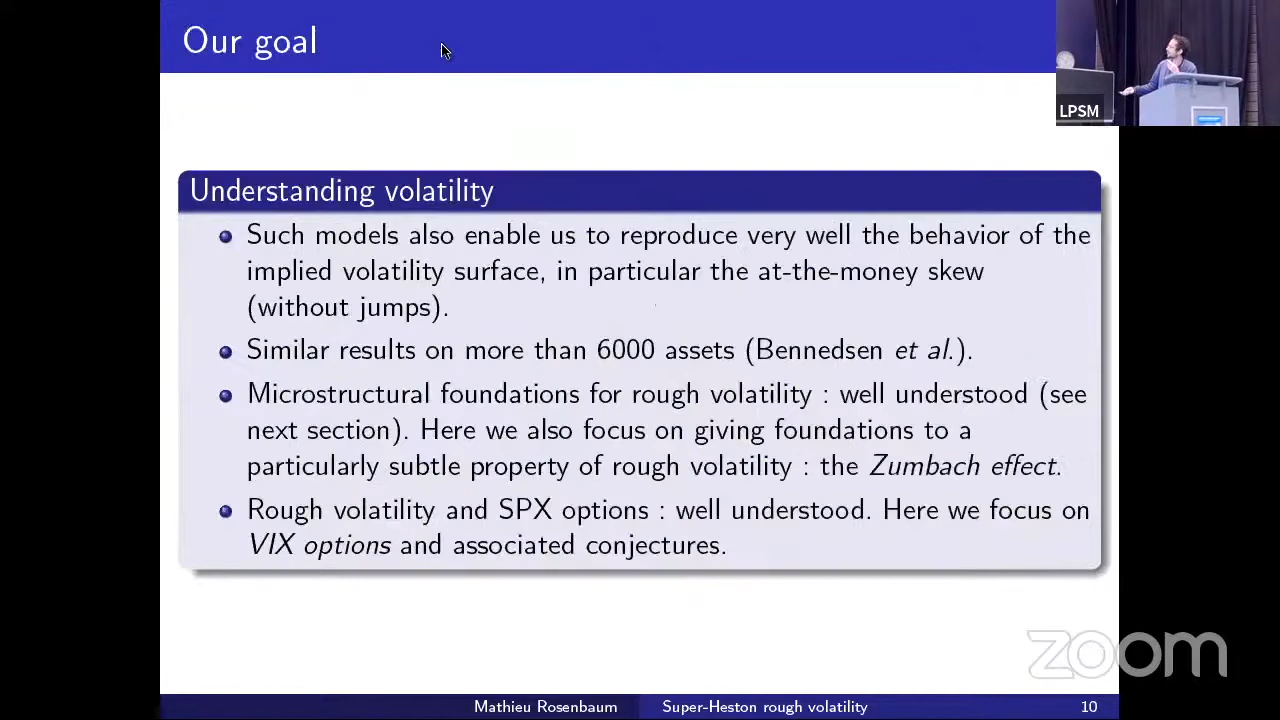 Our goal
LPSM
Understanding volatility
Such models also enable us to reproduce very well the behavior of the
implied volatility surface, in particular the at-the-money skew
(without jumps).
Similar results on more than 6000 assets (Bennedsen et al.).
Microstructural foundations for rough volatility : well understood (see
next section). Here we also focus on giving foundations to a
particularly subtle property of rough volatility : the Zumbach effect.
Rough volatility and SPX options : well understood. Here we focus on
VIX options and associated conjectures.
zoom
Mathieu Rosenbaum Super-Heston rough volatility 10